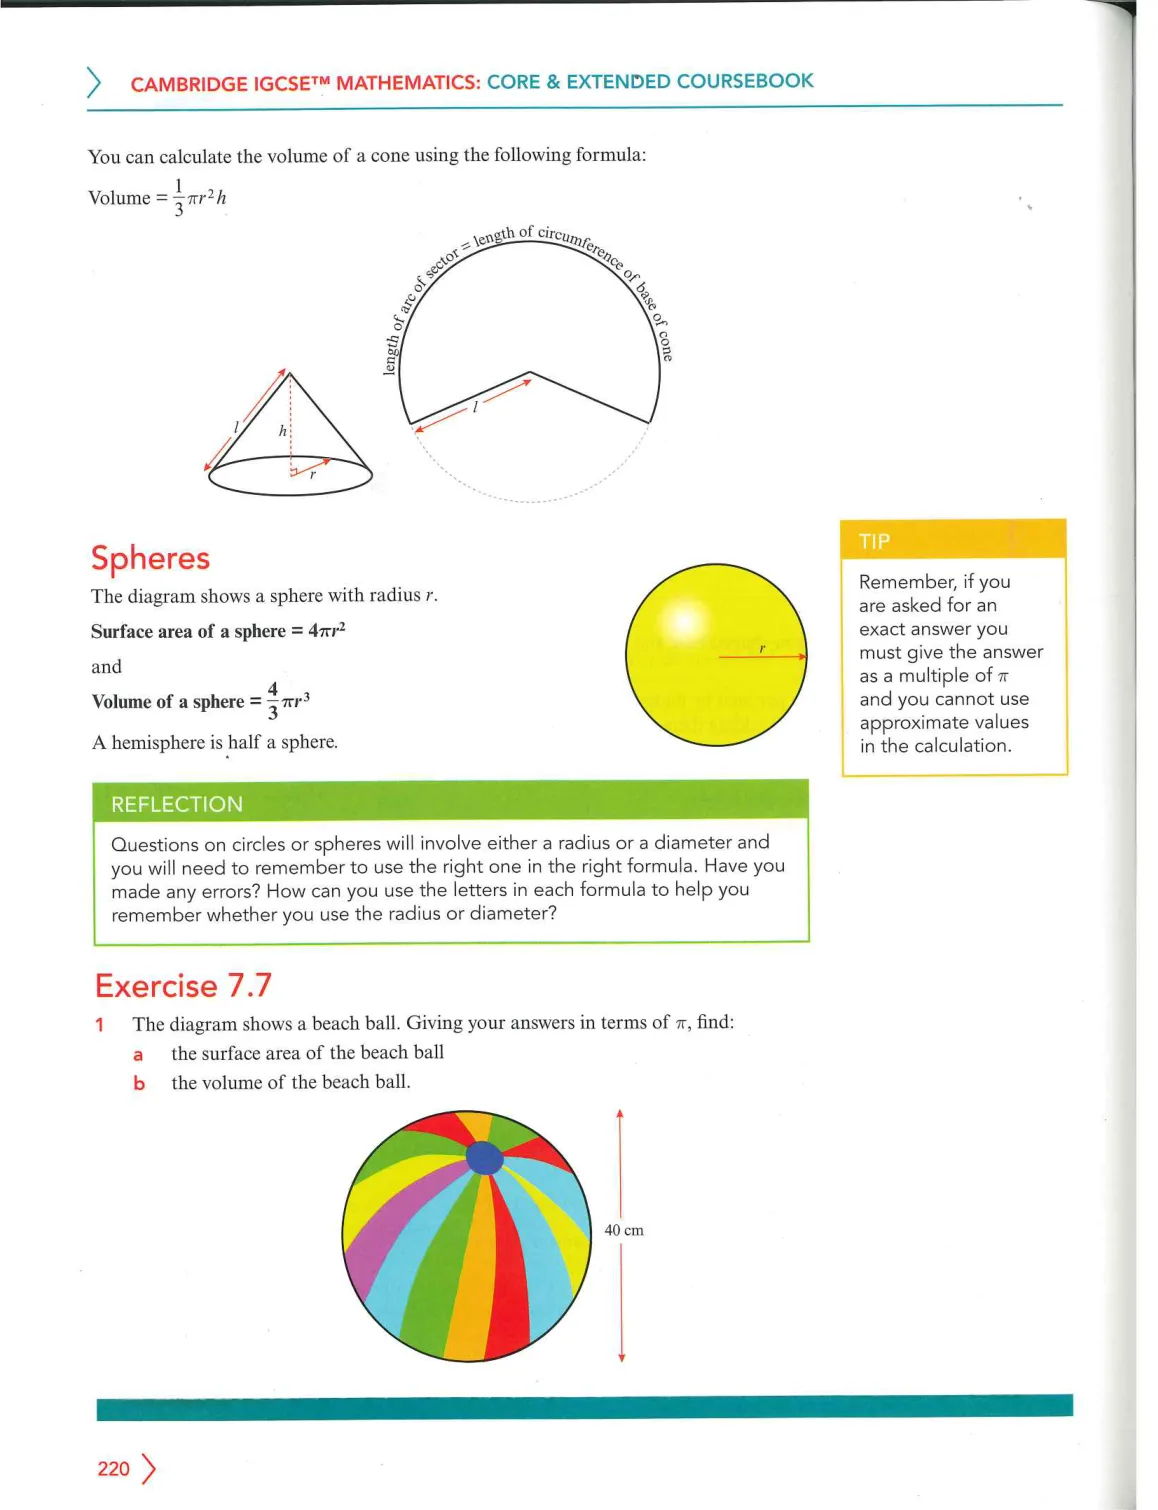 CAMBRIDGE IGCSE™ MATHEMATICS: CORE & EXTENDED COURSEBOOK
You can calculate the volume of a cone using the following formula:
Volume = 1/3 πr²h
length of arc of sector = length of circumference of base of cone
l
h
r
l
Spheres
The diagram shows a sphere with radius r.
Surface area of a sphere = 4πr²
and
Volume of a sphere = 4/3 πr³
A hemisphere is half a sphere.
r
TIP
Remember, if you
are asked for an
exact answer you
must give the answer
as a multiple of π
and you cannot use
approximate values
in the calculation.
REFLECTION
Questions on circles or spheres will involve either a radius or a diameter and
you will need to remember to use the right one in the right formula. Have you
made any errors? How can you use the letters in each formula to help you
remember whether you use the radius or diameter?
Exercise 7.7
1 The diagram shows a beach ball. Giving your answers in terms of π, find:
a the surface area of the beach ball
b the volume of the beach ball.
40 cm
220